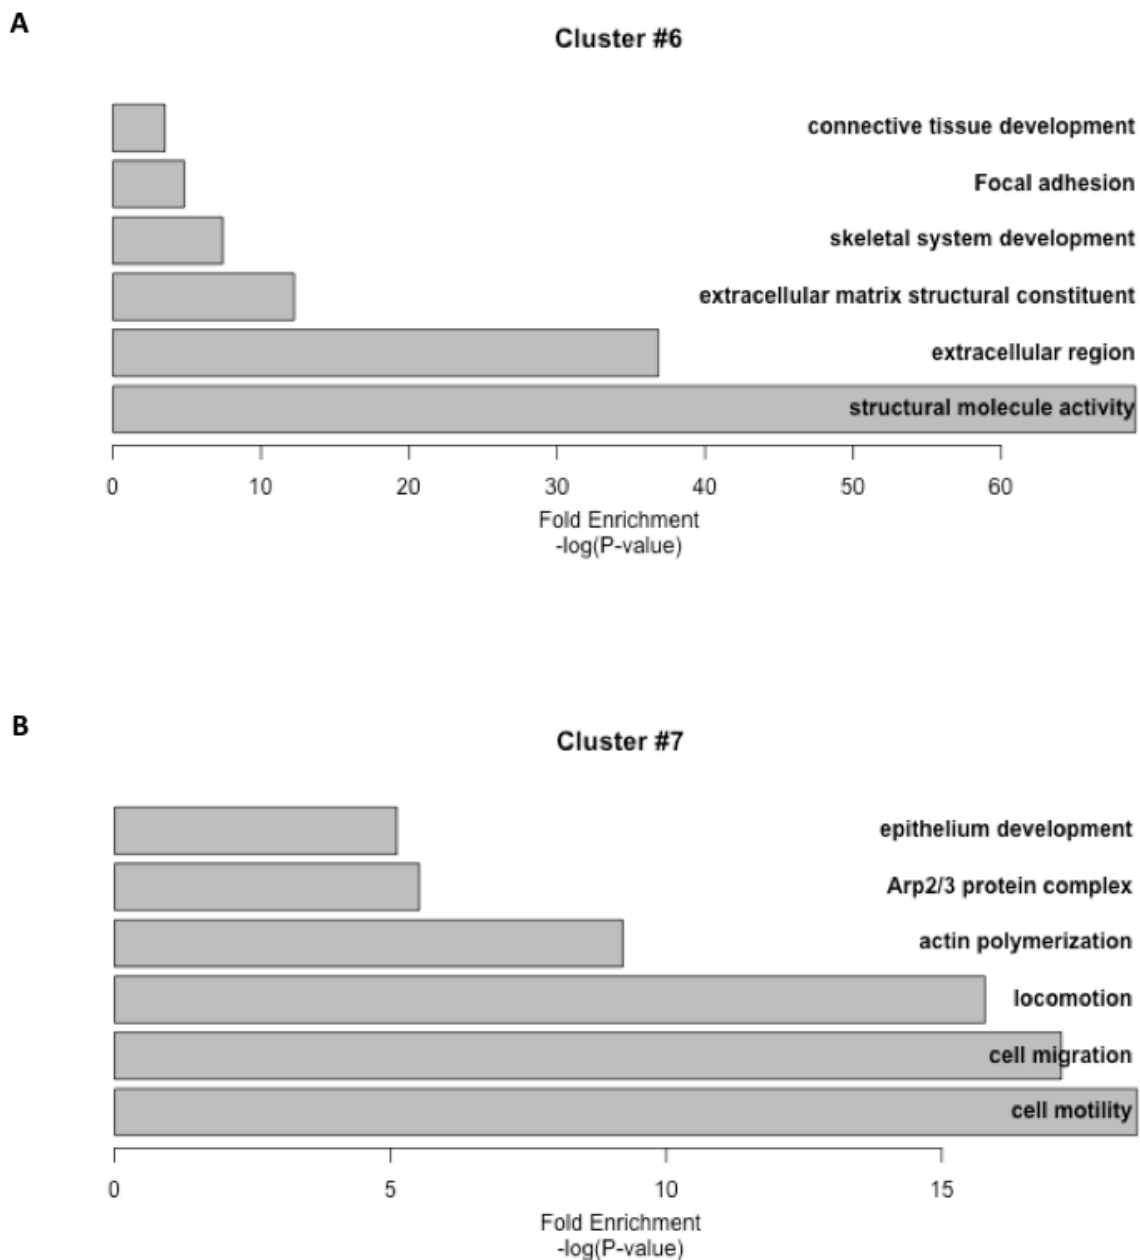 A
Cluster #6
connective tissue development
Focal adhesion
skeletal system development
extracellular matrix structural constituent
extracellular region
structural molecule activity
0 10 20 30 40 50 60
Fold Enrichment
-log(P-value)
B
Cluster #7
epithelium development
Arp2/3 protein complex
actin polymerization
locomotion
cell migration
cell motility
0 5 10 15
Fold Enrichment
-log(P-value)